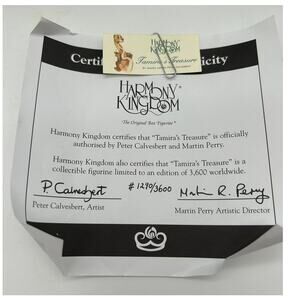 Certifi
icity
HARMONY
KINGDOM
Tamira's Treasure
HARMONY
KINGDOM
The Original Box Figurine
Harmony Kingdom certifies that "Tamira's Treasure" is officially
authorised by Peter Calvesbert and Martin Perry.
Harmony Kingdom also certifies that "Tamira's Treasure" is a
collectible figurine limited to an edition of 3,600 worldwide.
P. Calvesbert
# 1290/3600
Martin R. Perry
Peter Calvesbert, Artist
Martin Perry Artistic Director